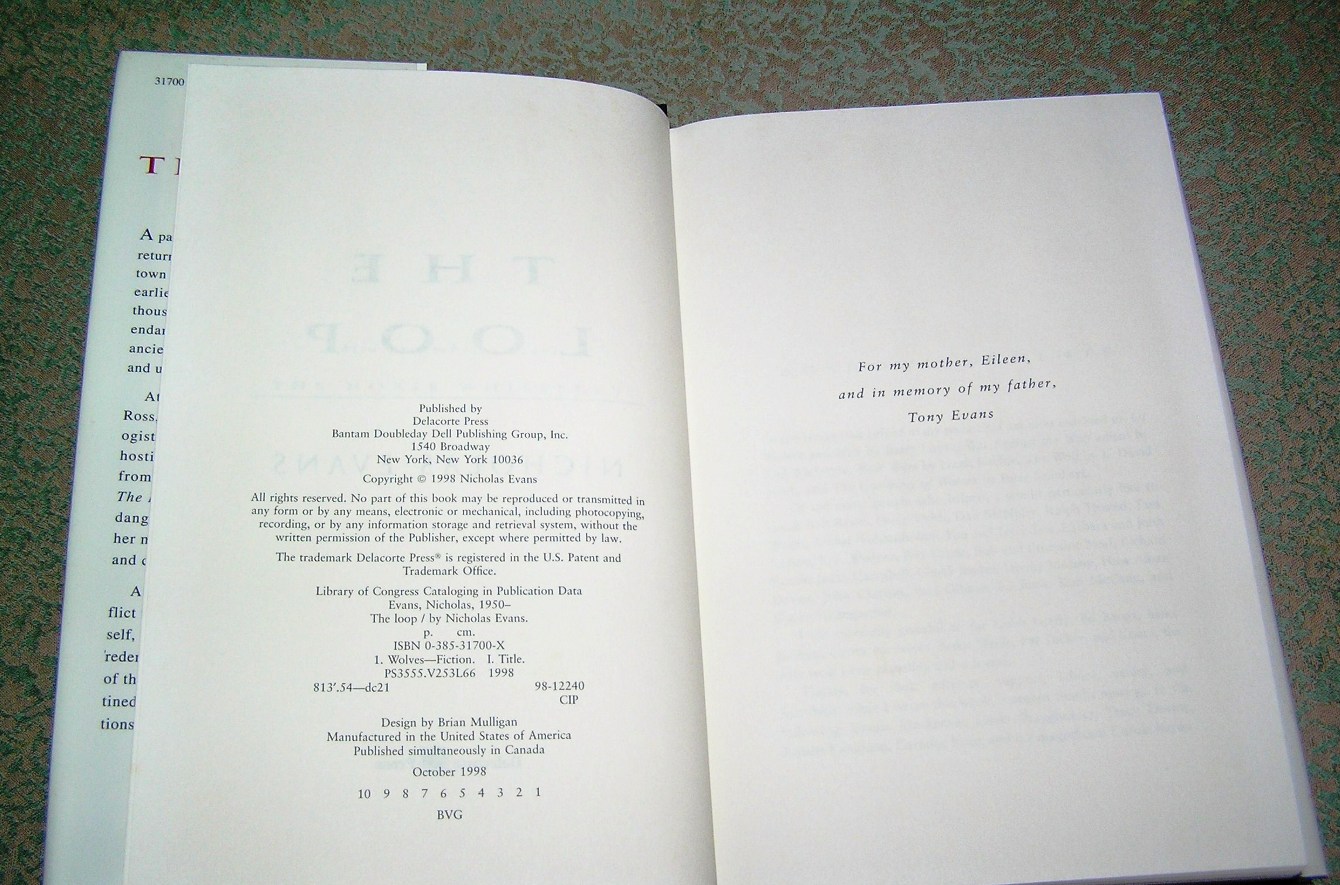 31700
T
A pa
return
town
earlie
thous
endan
ancie
and u
At
Ross,
ogist
hosti
from
The
dang
her
and
A
flict
self,
reder
of th
tined
tions
THE
LOOP
Published by
Delacorte Press
Bantam Doubleday Dell Publishing Group, Inc.
1540 Broadway
New York, New York 10036
Copyright © 1998 Nicholas Evans
All rights reserved. No part of this book may be reproduced or transmitted in
any form or by any means, electronic or mechanical, including photocopying,
recording, or by any information storage and retrieval system, without the
written permission of the Publisher, except where permitted by law.
The trademark Delacorte Press® is registered in the U.S. Patent and
Trademark Office.
Library of Congress Cataloging in Publication Data
Evans, Nicholas, 1950–
The loop / by Nicholas Evans.
p. cm.
ISBN 0-385-31700-X
1. Wolves—Fiction. I. Title.
PS3555.V253L66 1998
813'.54—dc21 98-12240
CIP
Design by Brian Mulligan
Manufactured in the United States of America
Published simultaneously in Canada
October 1998
10 9 8 7 6 5 4 3 2 1
BVG
For my mother, Eileen,
and in memory of my father,
Tony Evans